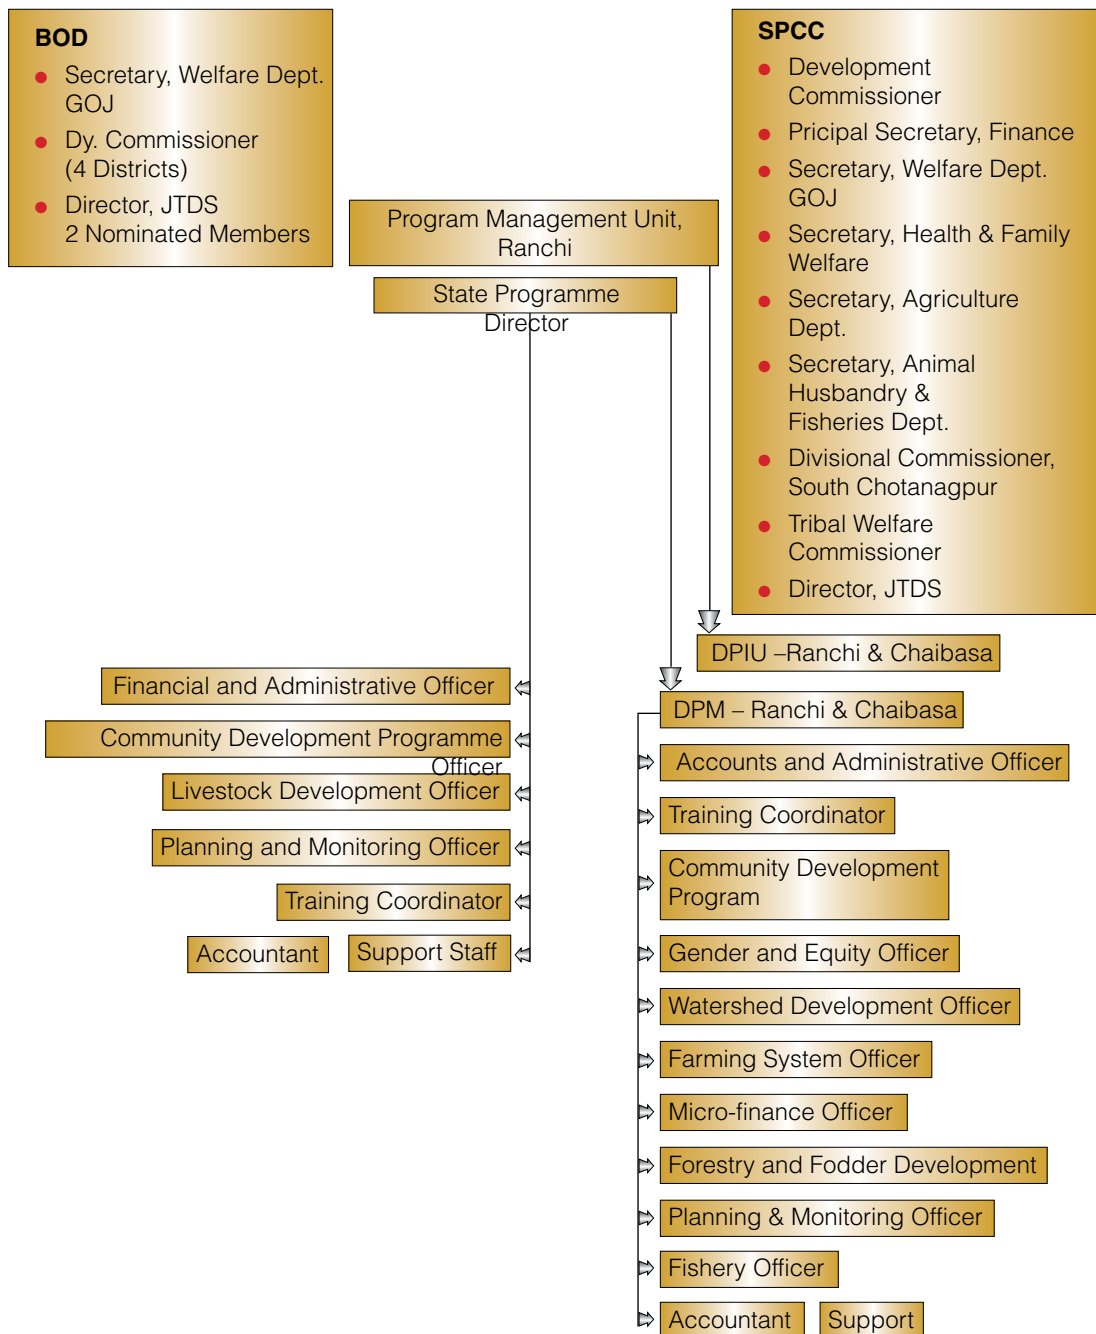 BOD
● Secretary, Welfare Dept.
GOJ
● Dy. Commissioner
(4 Districts)
● Director, JTDS
2 Nominated Members
SPCC
● Development
Commissioner
● Pricipal Secretary, Finance
● Secretary, Welfare Dept.
GOJ
● Secretary, Health & Family
Welfare
● Secretary, Agriculture
Dept.
● Secretary, Animal
Husbandry &
Fisheries Dept.
● Divisional Commissioner,
South Chotanagpur
● Tribal Welfare
Commissioner
● Director, JTDS
Program Management Unit,
Ranchi
State Programme
Director
DPIU –Ranchi & Chaibasa
Financial and Administrative Officer
Community Development Programme
Officer
Livestock Development Officer
Planning and Monitoring Officer
Training Coordinator
Accountant
Support Staff
DPM – Ranchi & Chaibasa
Accounts and Administrative Officer
Training Coordinator
Community Development
Program
Gender and Equity Officer
Watershed Development Officer
Farming System Officer
Micro-finance Officer
Forestry and Fodder Development
Planning & Monitoring Officer
Fishery Officer
Accountant
Support